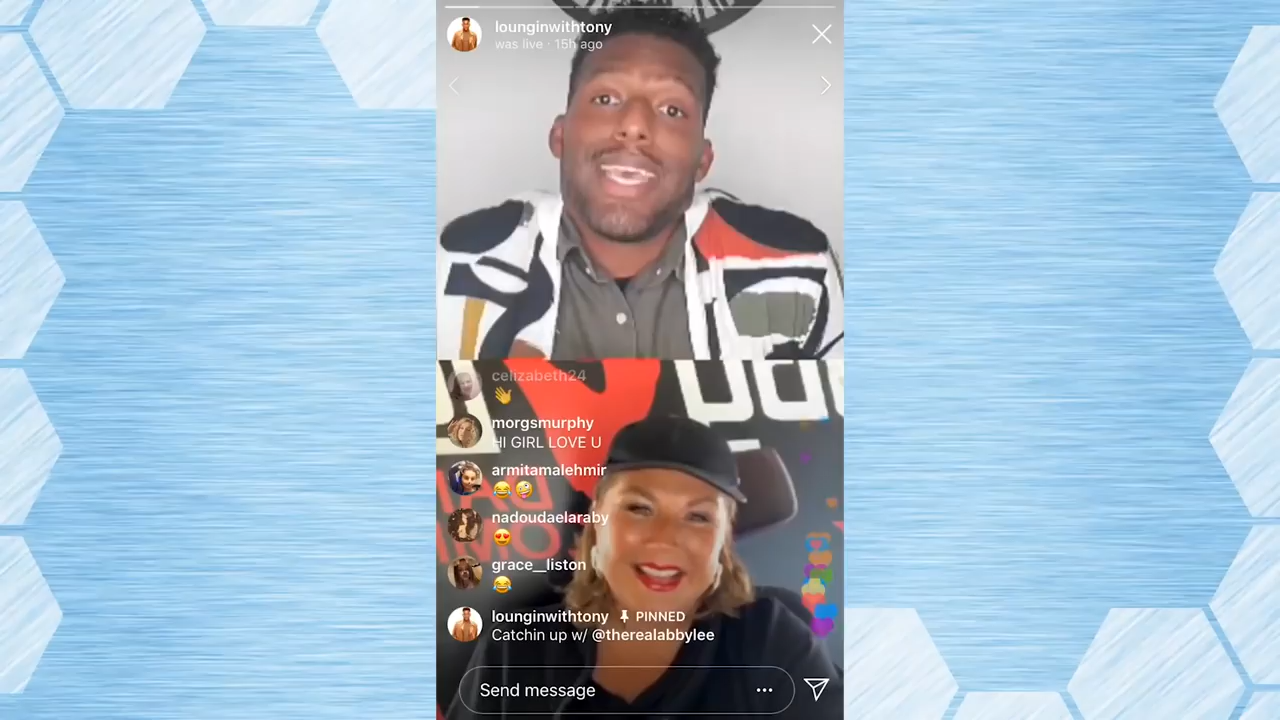 lounginwithtony
was live · 15h ago
celizabeth24
👋
morgsmurphy
HI GIRL LOVE U
armitamalehmir
😂🤪
nadoudaelaraby
😍
grace__liston
😂
lounginwithtony PINNED
Catchin up w/ @therealabbylee
Send message